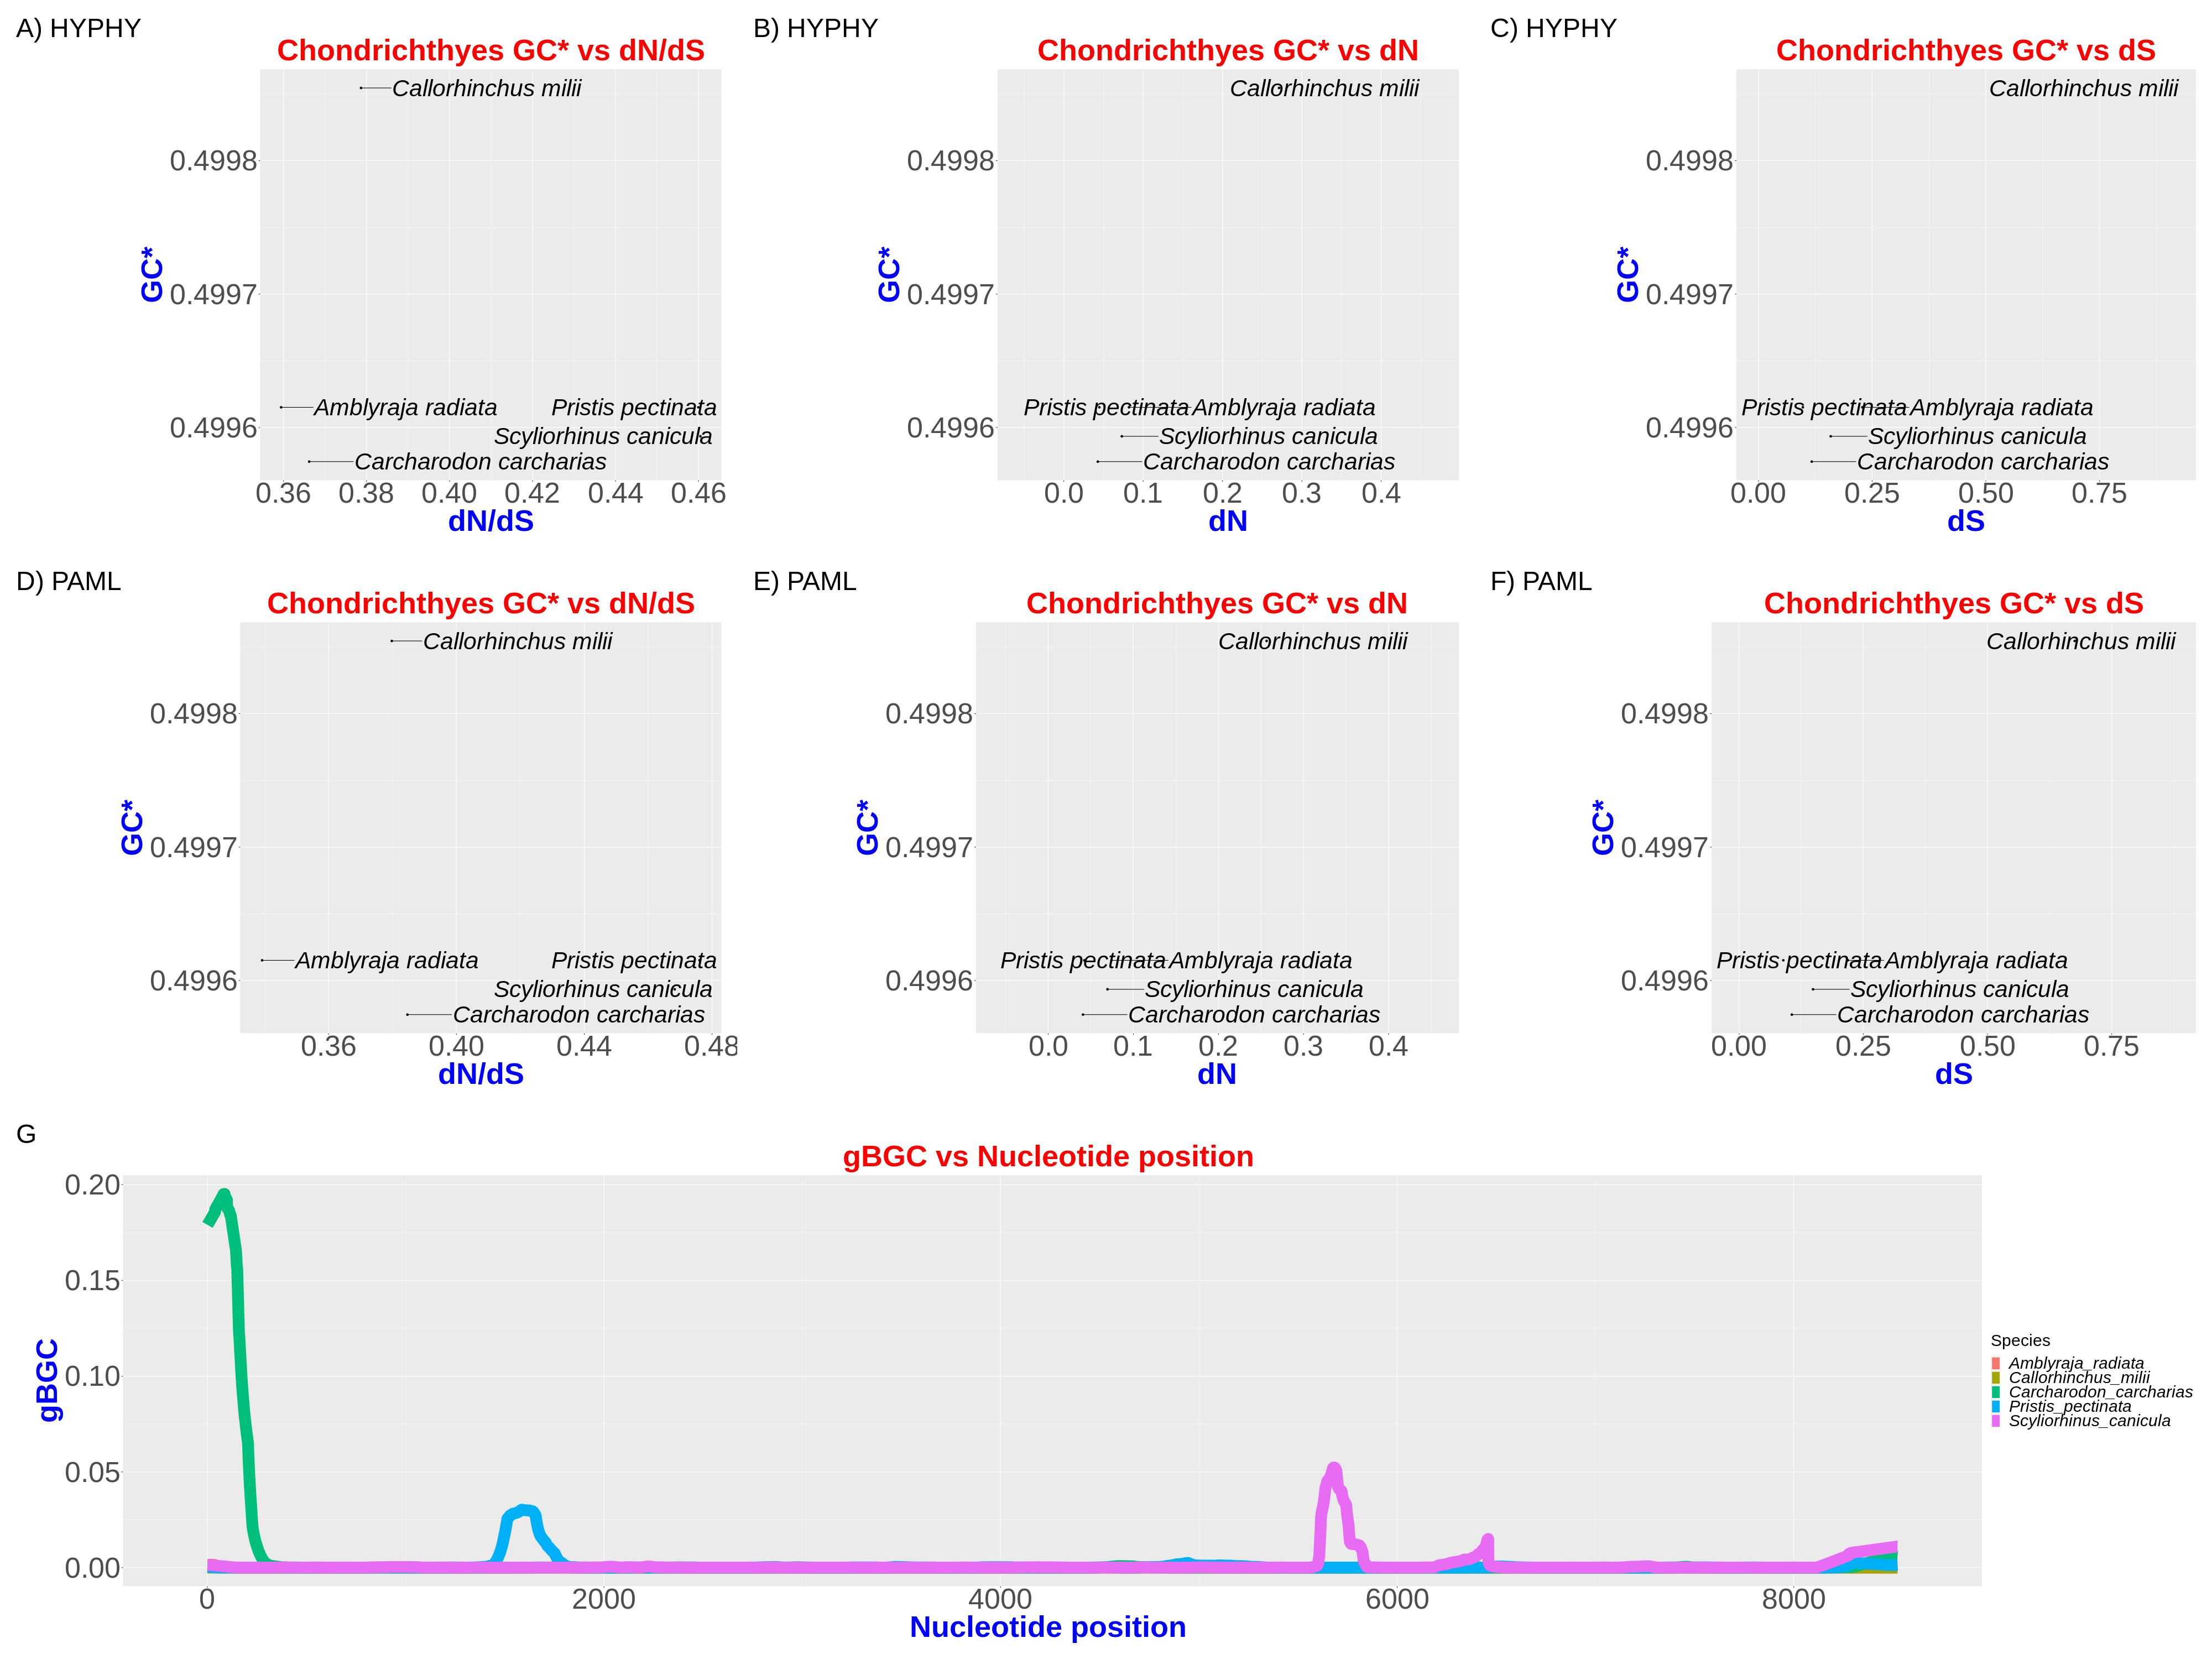 A) HYPHY
Chondrichthyes GC* vs dN/dS
Callorhinchus milii
0.4998
0.4997
GC*
Amblyraja radiata
Pristis pectinata
0.4996
Scyliorhinus canicula
Carcharodon carcharias
0.36 0.38 0.40 0.42 0.44 0.46
dN/dS
B) HYPHY
Chondrichthyes GC* vs dN
Callorhinchus milii
0.4998
0.4997
GC*
Pristis pectinata
Amblyraja radiata
0.4996
Scyliorhinus canicula
Carcharodon carcharias
0.0 0.1 0.2 0.3 0.4
dN
C) HYPHY
Chondrichthyes GC* vs dS
Callorhinchus milii
0.4998
0.4997
GC*
Pristis pectinata
Amblyraja radiata
0.4996
Scyliorhinus canicula
Carcharodon carcharias
0.00 0.25 0.50 0.75
dS
D) PAML
Chondrichthyes GC* vs dN/dS
Callorhinchus milii
0.4998
0.4997
GC*
Amblyraja radiata
Pristis pectinata
0.4996
Scyliorhinus canicula
Carcharodon carcharias
0.36 0.40 0.44 0.48
dN/dS
E) PAML
Chondrichthyes GC* vs dN
Callorhinchus milii
0.4998
0.4997
GC*
Pristis pectinata
Amblyraja radiata
0.4996
Scyliorhinus canicula
Carcharodon carcharias
0.0 0.1 0.2 0.3 0.4
dN
F) PAML
Chondrichthyes GC* vs dS
Callorhinchus milii
0.4998
0.4997
GC*
Pristis pectinata
Amblyraja radiata
0.4996
Scyliorhinus canicula
Carcharodon carcharias
0.00 0.25 0.50 0.75
dS
G
gBGC vs Nucleotide position
0.20
0.15
0.10
0.05
0.00
gBGC
0 2000 4000 6000 8000
Nucleotide position
Species
Amblyraja_radiata
Callorhinchus_milii
Carcharodon_carcharias
Pristis_pectinata
Scyliorhinus_canicula